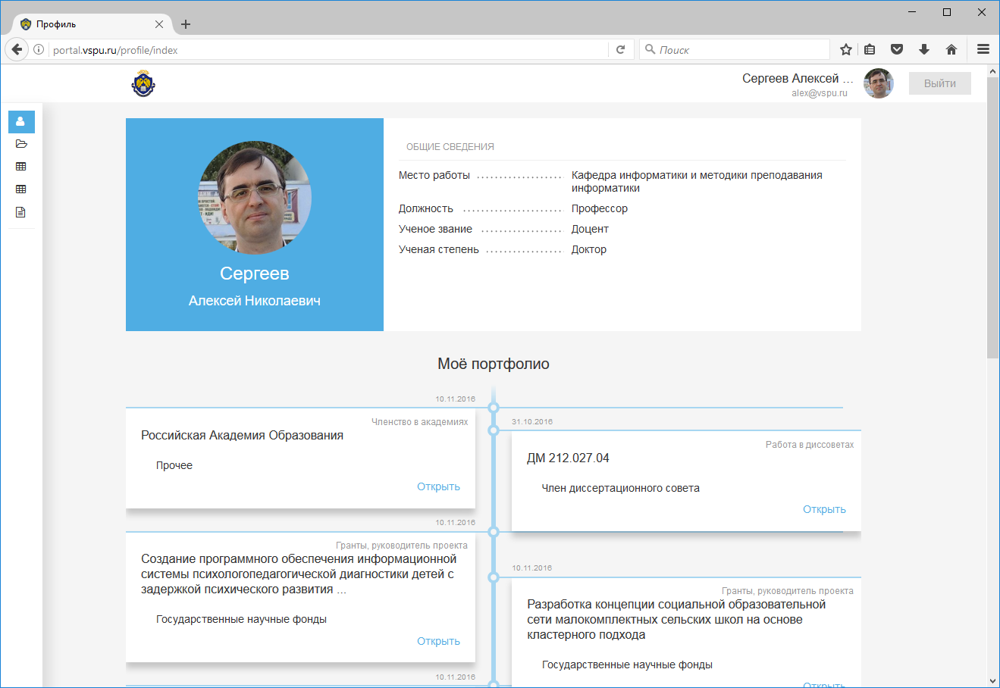 Профиль
portal.vspu.ru/profile/index
Поиск
Сергеев Алексей ...
alex@vspu.ru
Выйти
Сергеев
Алексей Николаевич
ОБЩИЕ СВЕДЕНИЯ
Место работы
Кафедра информатики и методики преподавания
информатики
Должность
Профессор
Ученое звание
Доцент
Ученая степень
Доктор
Моё портфолио
10.11.2016
Членство в академиях
Российская Академия Образования
Прочее
Открыть
31.10.2016
Работа в диссоветах
ДМ 212.027.04
Член диссертационного совета
Открыть
10.11.2016
Гранты, руководитель проекта
Создание программного обеспечения информационной
системы психологопедагогической диагностики детей с
задержкой психического развития ...
Государственные научные фонды
Открыть
10.11.2016
Гранты, руководитель проекта
Разработка концепции социальной образовательной
сети малокомплектных сельских школ на основе
кластерного подхода
Государственные научные фонды
Открыть
10.11.2016